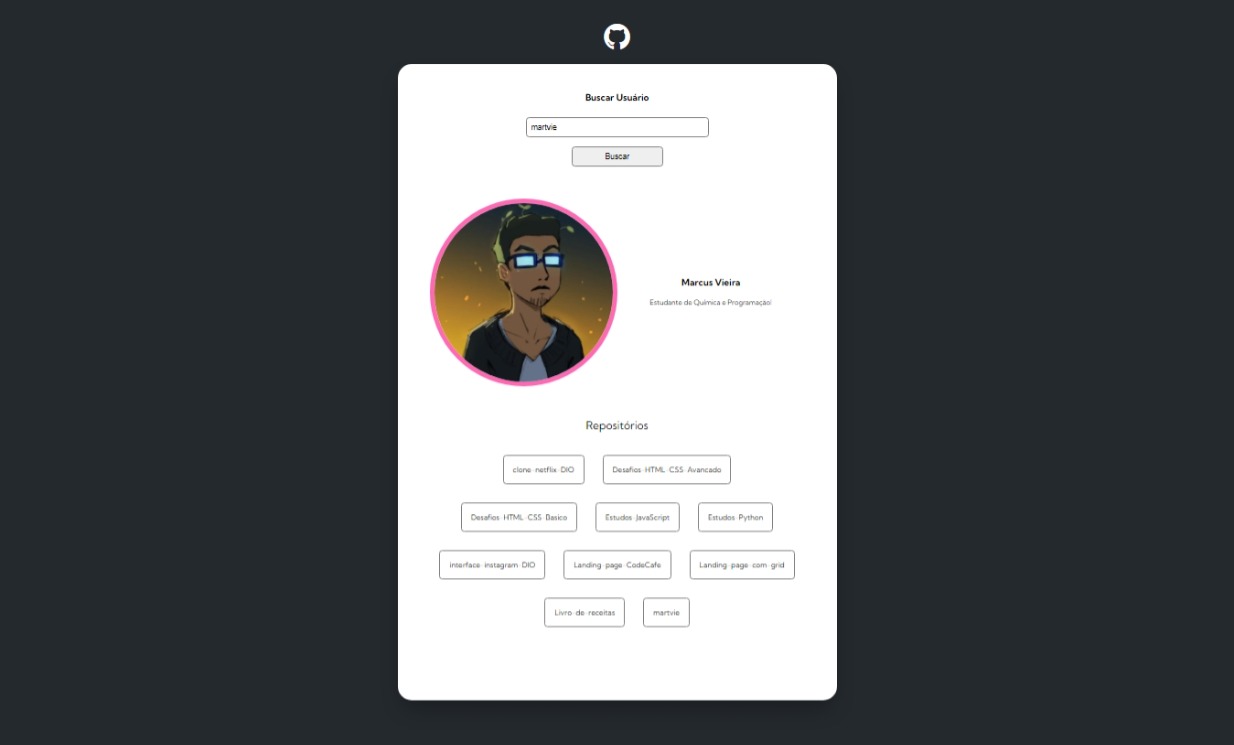 Buscar Usuário
martvie
Buscar
Marcus Vieira
Estudante de Química e Programação!
Repositórios
clone-netflix-DIO
Desafios-HTML-CSS-Avancado
Desafios-HTML-CSS-Basico
Estudos-JavaScript
Estudos-Python
interface-instagram-DIO
Landing-page-CodeCafe
Landing-page-com-grid
Livro-de-receitas
martvie